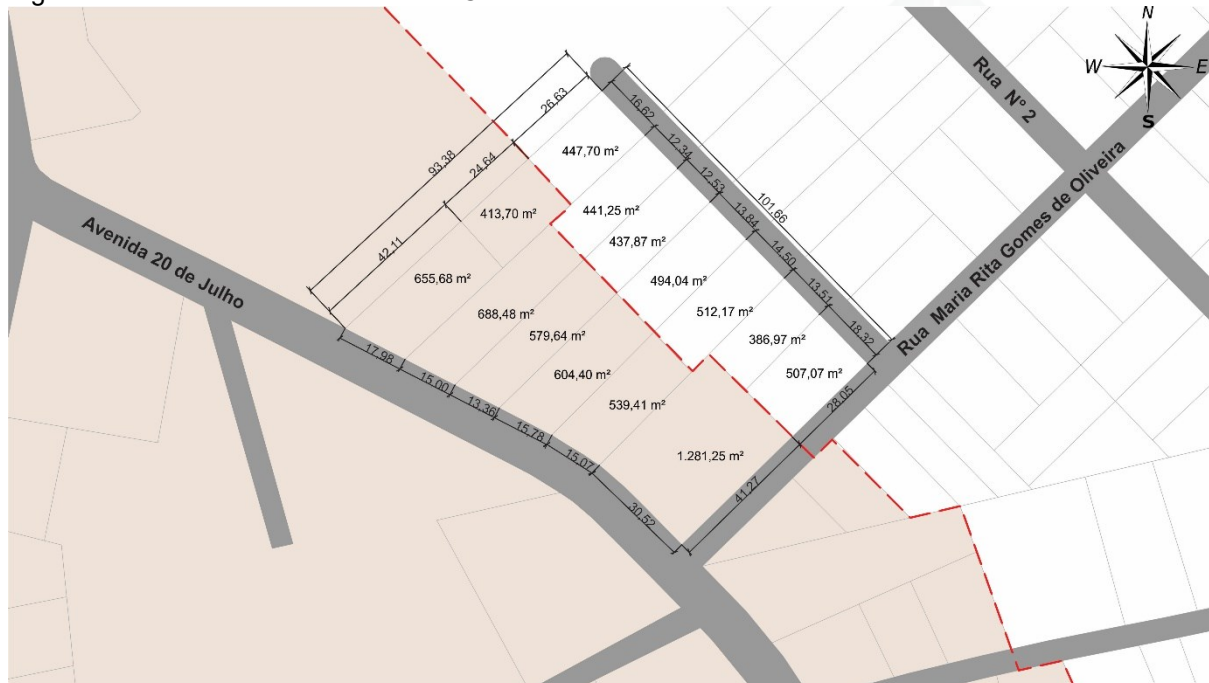 N
W
E
S
Rua N° 2
Rua Maria Rita Gomes de Oliveira
Avenida 20 de Julho
93,38
26,63
24,64
42,11
16,62
12,34
12,53
13,84
14,50
13,51
18,32
101,66
28,05
41,27
17,98
15,00
13,36
15,78
15,07
30,52
447,70 m²
413,70 m²
441,25 m²
437,87 m²
655,68 m²
494,04 m²
688,48 m²
512,17 m²
579,64 m²
386,97 m²
604,40 m²
507,07 m²
539,41 m²
1.281,25 m²